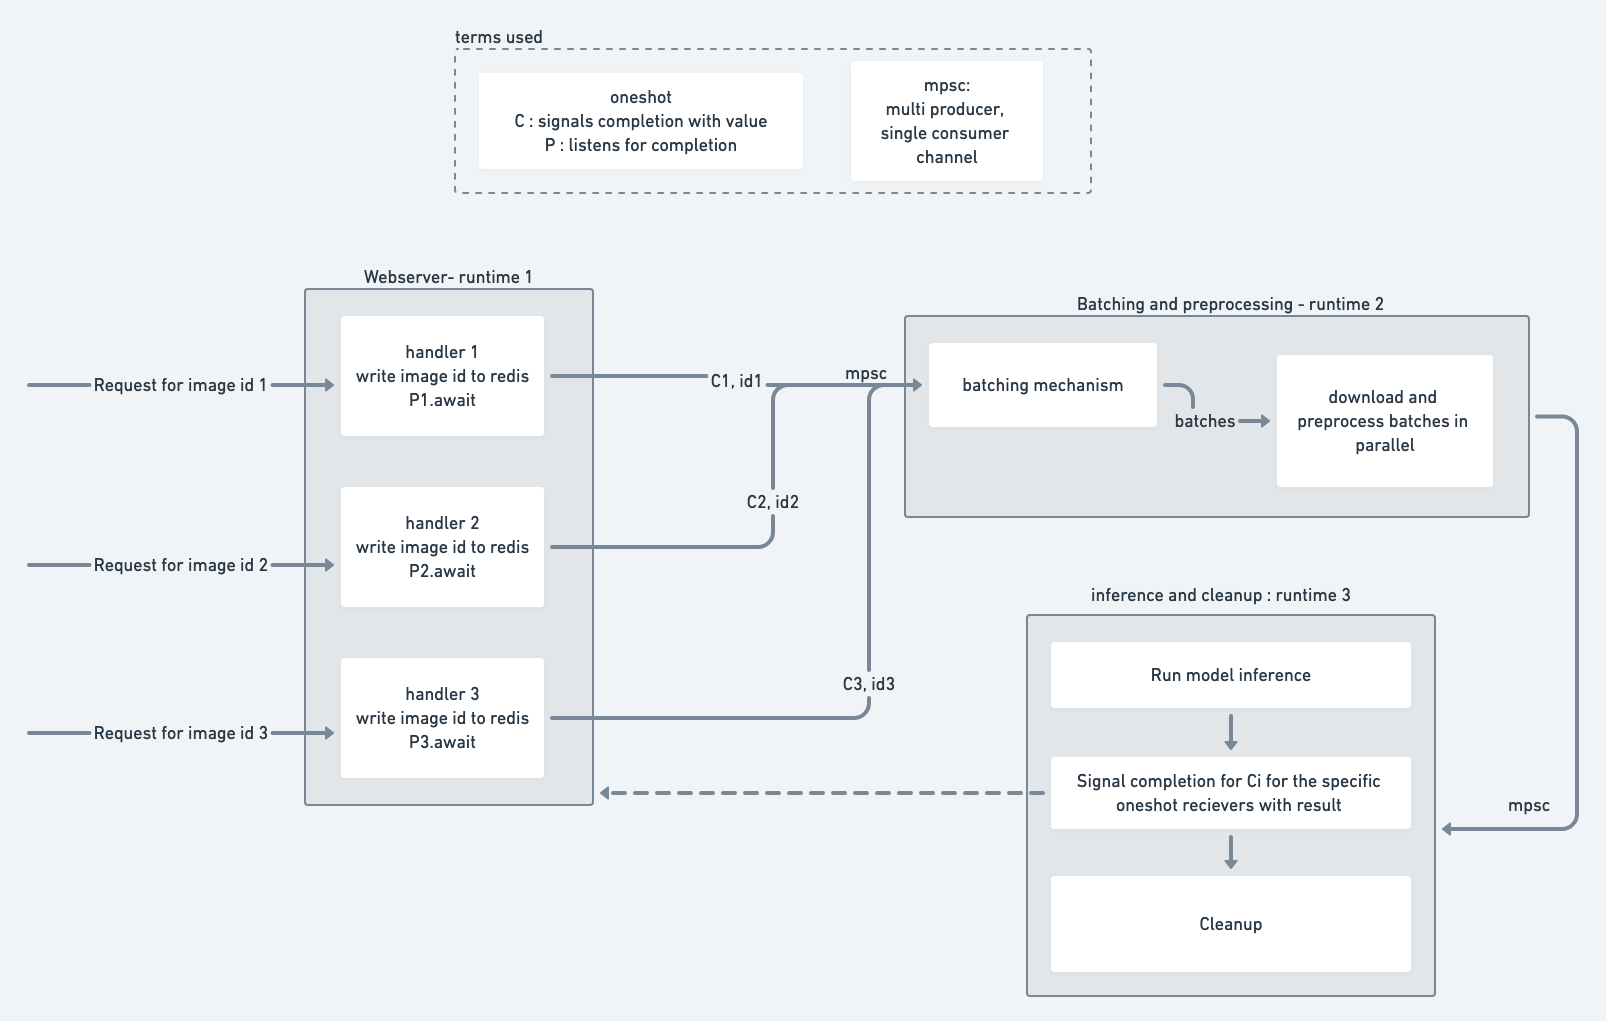 terms used
oneshot
C : signals completion with value
P : listens for completion
mpsc:
multi producer,
single consumer
channel
Webserver- runtime 1
Request for image id 1
handler 1
write image id to redis
P1.await
C1, id1
Request for image id 2
handler 2
write image id to redis
P2.await
C2, id2
Request for image id 3
handler 3
write image id to redis
P3.await
C3, id3
mpsc
Batching and preprocessing - runtime 2
batching mechanism
batches
download and
preprocess batches in
parallel
mpsc
inference and cleanup : runtime 3
Run model inference
Signal completion for Ci for the specific
oneshot recievers with result
Cleanup